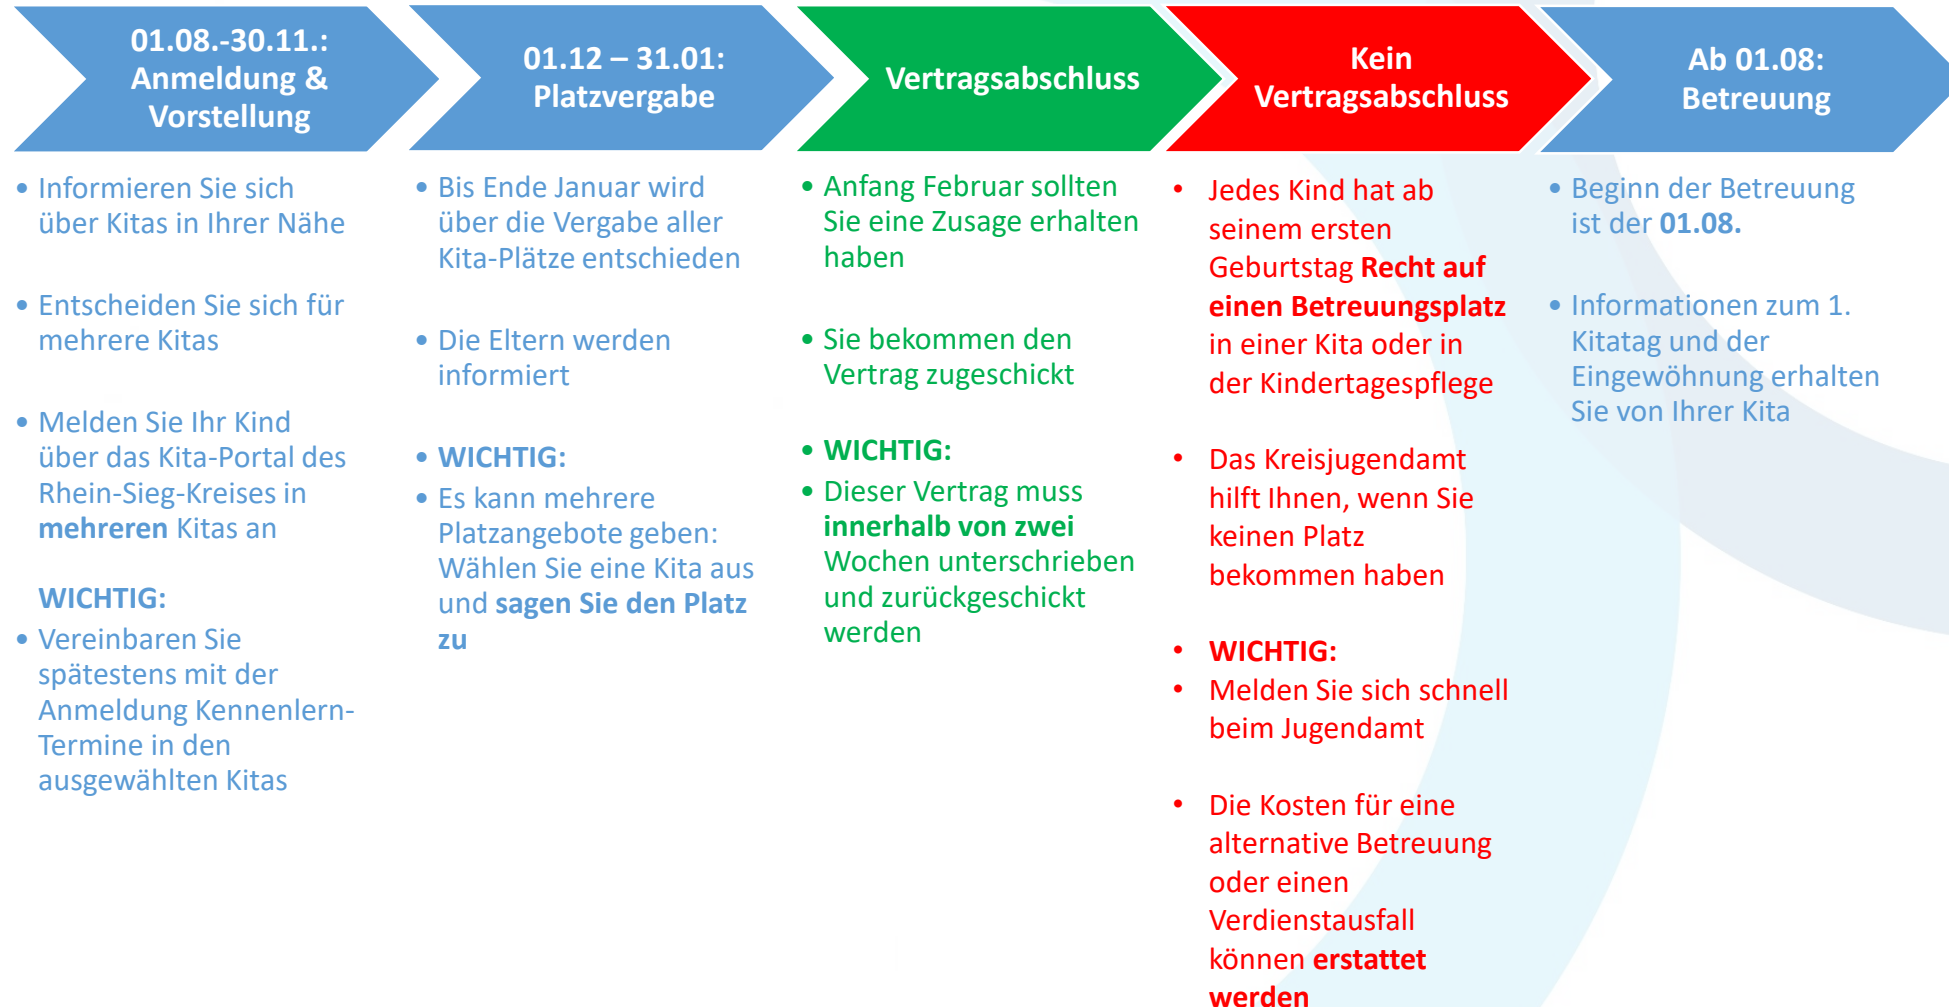 01.08.-30.11.:
Anmeldung &
Vorstellung
01.12 – 31.01:
Platzvergabe
Vertragsabschluss
Kein
Vertragsabschluss
Ab 01.08:
Betreuung
• Informieren Sie sich
über Kitas in Ihrer Nähe
• Entscheiden Sie sich für
mehrere Kitas
• Melden Sie Ihr Kind
über das Kita-Portal des
Rhein-Sieg-Kreises in
mehreren Kitas an
WICHTIG:
• Vereinbaren Sie
spätestens mit der
Anmeldung Kennenlern-
Termine in den
ausgewählten Kitas
• Bis Ende Januar wird
über die Vergabe aller
Kita-Plätze entschieden
• Die Eltern werden
informiert
• WICHTIG:
• Es kann mehrere
Platzangebote geben:
Wählen Sie eine Kita aus
und sagen Sie den Platz
zu
• Anfang Februar sollten
Sie eine Zusage erhalten
haben
• Sie bekommen den
Vertrag zugeschickt
• WICHTIG:
• Dieser Vertrag muss
innerhalb von zwei
Wochen unterschrieben
und zurückgeschickt
werden
• Jedes Kind hat ab
seinem ersten
Geburtstag Recht auf
einen Betreuungsplatz
in einer Kita oder in
der Kindertagespflege
• Das Kreisjugendamt
hilft Ihnen, wenn Sie
keinen Platz
bekommen haben
• WICHTIG:
• Melden Sie sich schnell
beim Jugendamt
• Die Kosten für eine
alternative Betreuung
oder einen
Verdienstausfall
können erstattet
werden
• Beginn der Betreuung
ist der 01.08.
• Informationen zum 1.
Kitatag und der
Eingewöhnung erhalten
Sie von Ihrer Kita